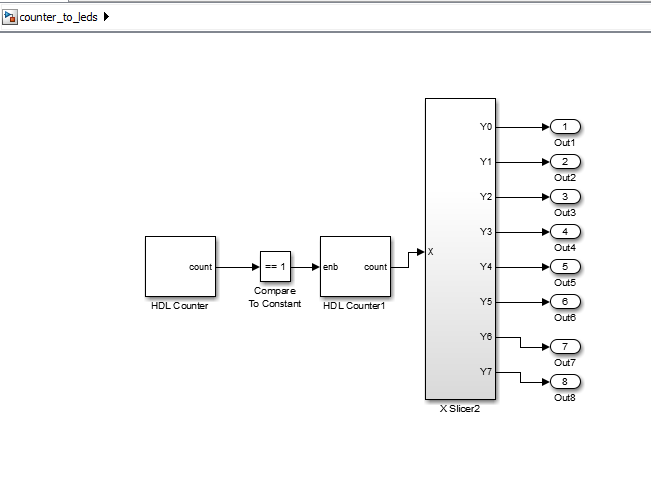 counter_to_leds
Y0
1
Out1
Y1
2
Out2
Y2
3
Out3
Y3
4
Out4
X
Y4
5
Out5
Y5
6
Out6
Y6
7
Out7
Y7
8
Out8
X Slicer2
count
HDL Counter
== 1
Compare
To Constant
enb
count
HDL Counter1